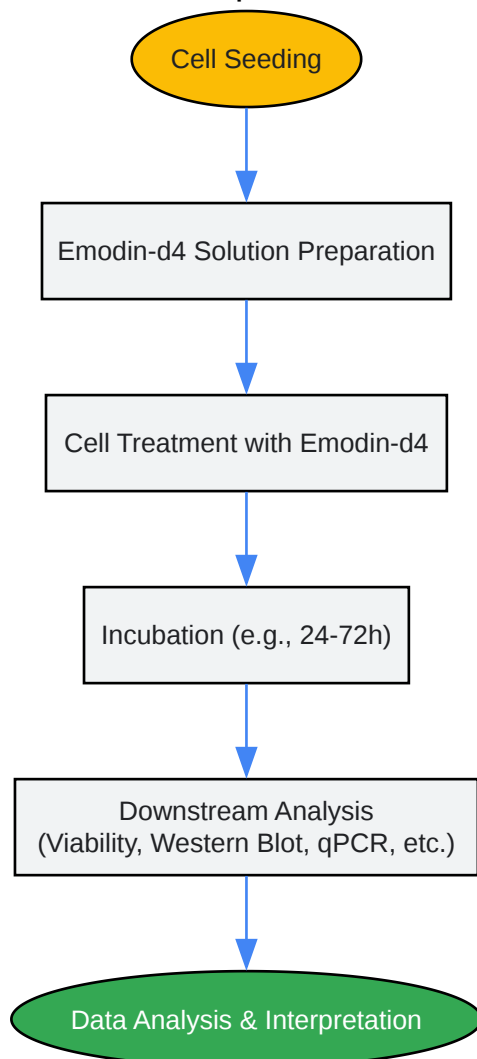 Cell Seeding
Emodin-d4 Solution Preparation
Cell Treatment with Emodin-d4
Incubation (e.g., 24-72h)
Downstream Analysis
(Viability, Western Blot, qPCR, etc.)
Data Analysis & Interpretation